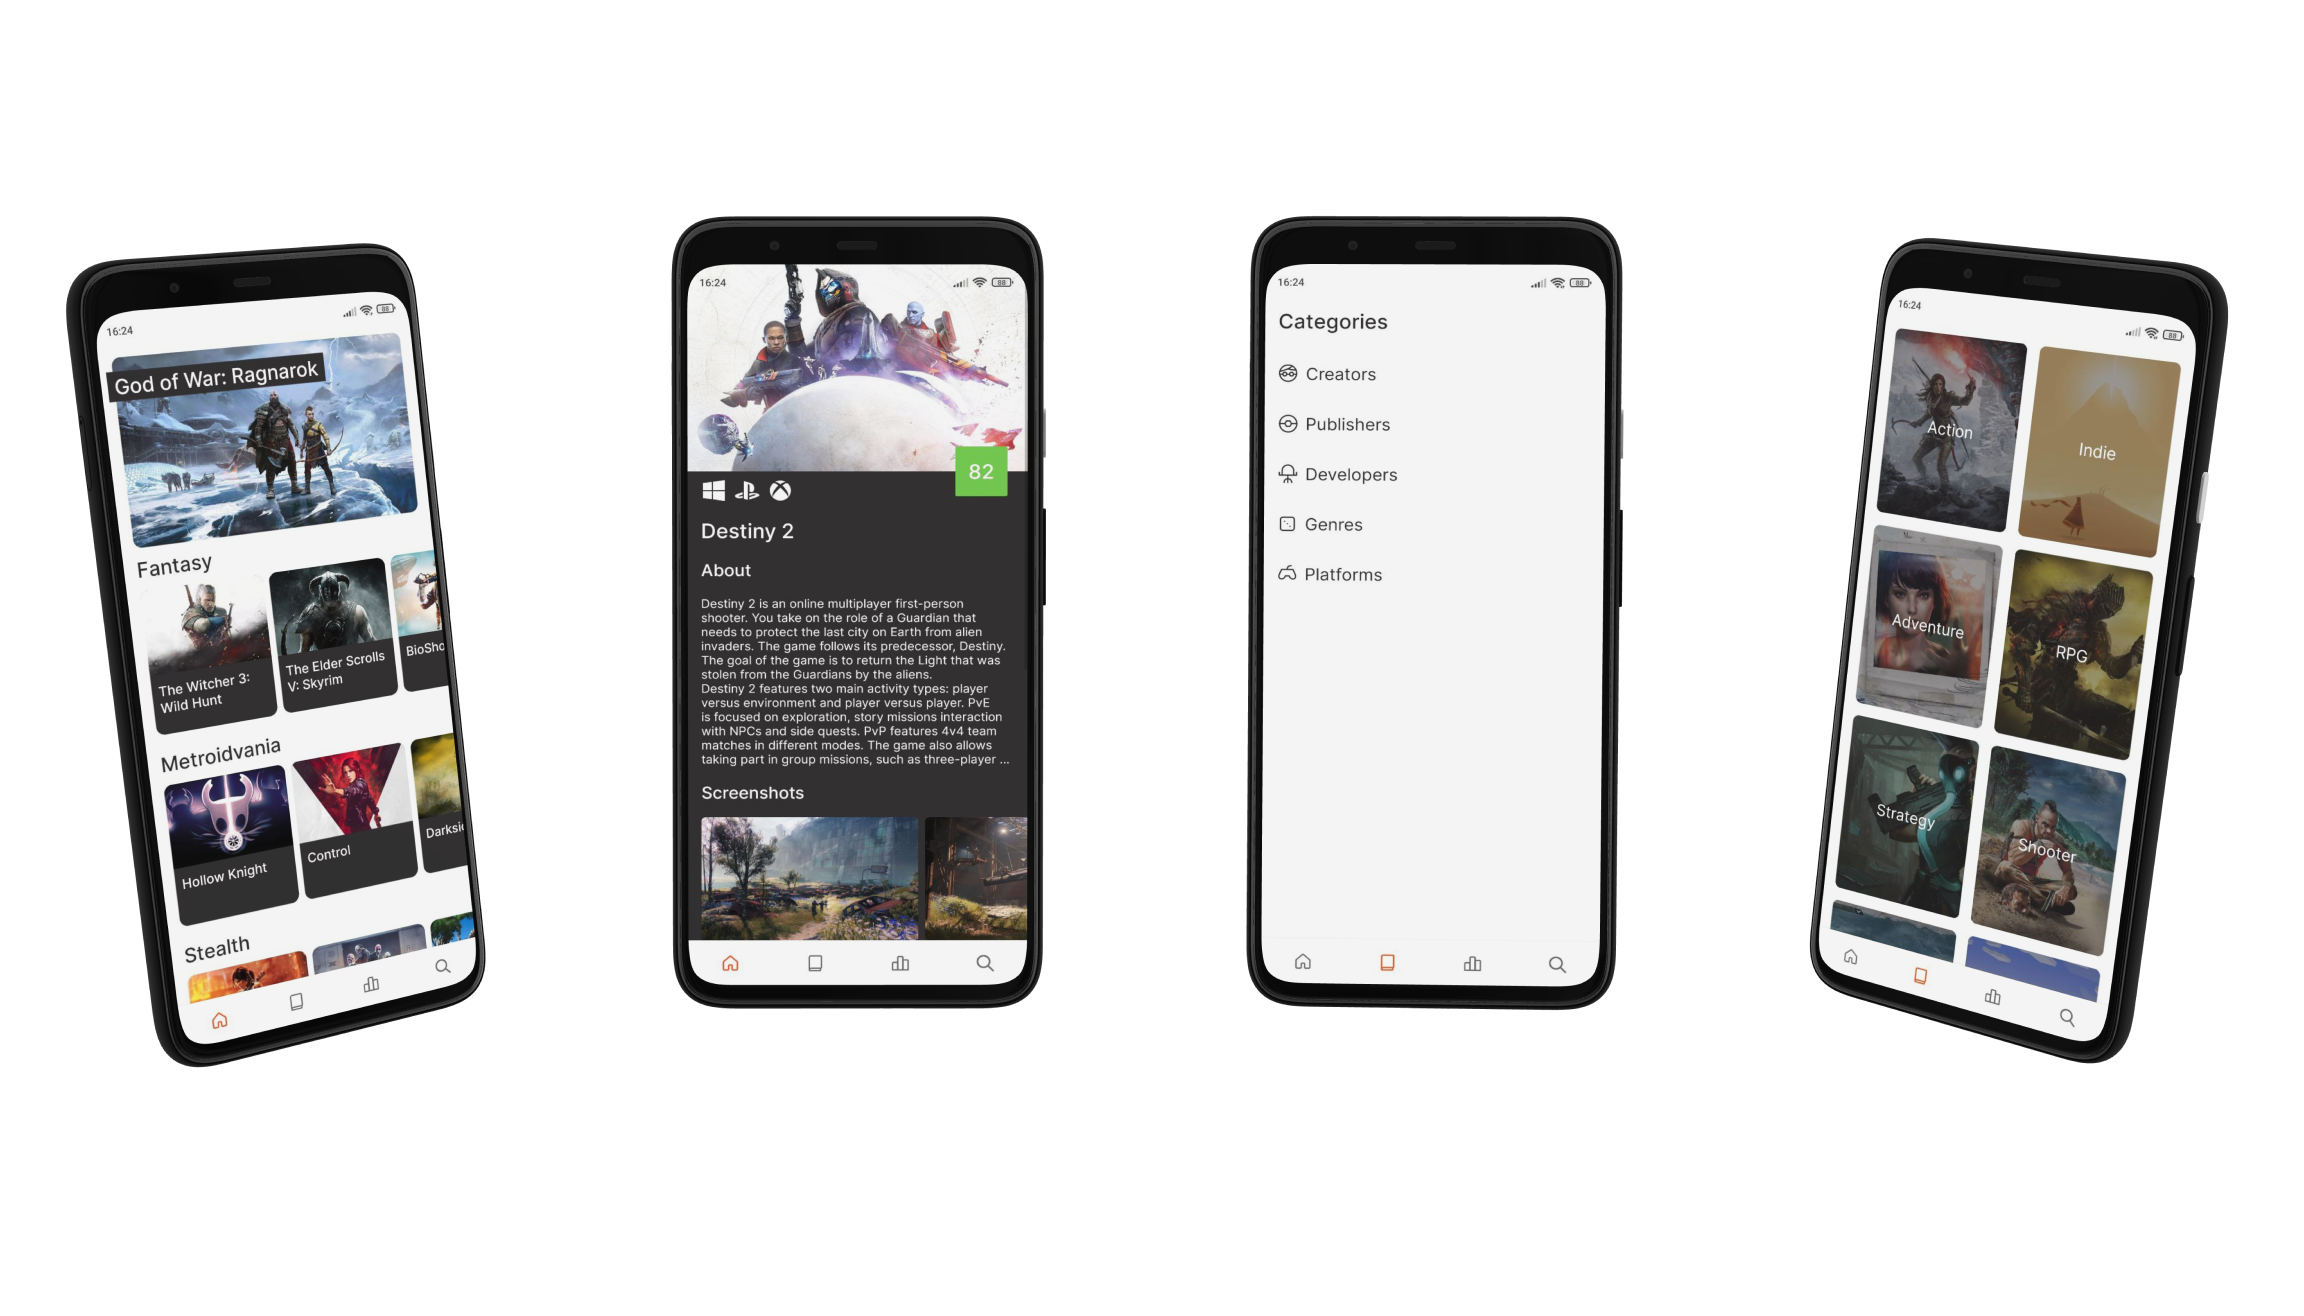 16:24
88
God of War: Ragnarok
Fantasy
The Witcher 3:
Wild Hunt
The Elder Scrolls
V: Skyrim
BioSho
Metroidvania
Hollow Knight
Control
Darksi
Stealth
16:24
88
82
Destiny 2
About
Destiny 2 is an online multiplayer first-person
shooter. You take on the role of a Guardian that
needs to protect the last city on Earth from alien
invaders. The game follows its predecessor, Destiny.
The goal of the game is to return the Light that was
stolen from the Guardians by the aliens.
Destiny 2 features two main activity types: player
versus environment and player versus player. PvE
is focused on exploration, story missions interaction
with NPCs and side quests. PvP features 4v4 team
matches in different modes. The game also allows
taking part in group missions, such as three-player ...
Screenshots
16:24
88
Categories
Creators
Publishers
Developers
Genres
Platforms
16:24
88
Action
Indie
Adventure
RPG
Strategy
Shooter